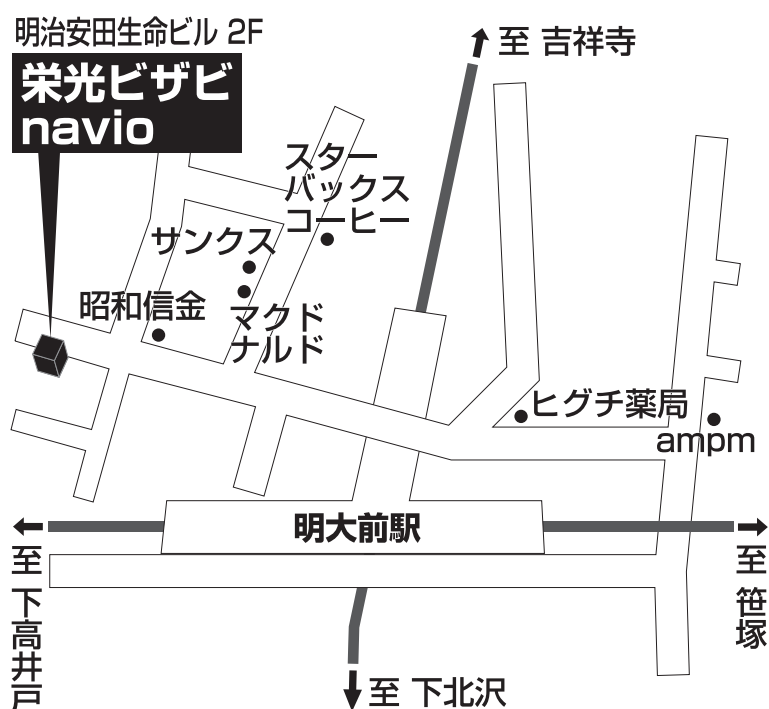 明治安田生命ビル 2F
栄光ビザビ
navio
至 吉祥寺
スター
バックス
コーヒー
サンクス
昭和信金
マクド
ナルド
ヒグチ薬局
ampm
明大前駅
至 下高井戸
至 笹塚
至 下北沢